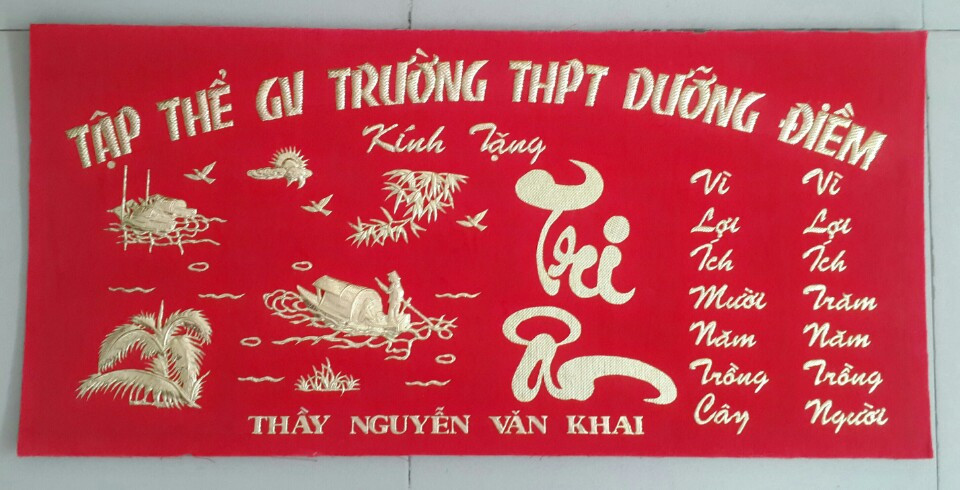 TẬP THỂ GV TRƯỜNG THPT DƯỠNG ĐiỀM
Kính Tặng
Tri
Ân
Vì
Lợi
Ích
Mười
Năm
Trồng
Cây
Vì
Lợi
Ích
Trăm
Năm
Trồng
Người
THẦY NGUYỄN VĂN KHAI